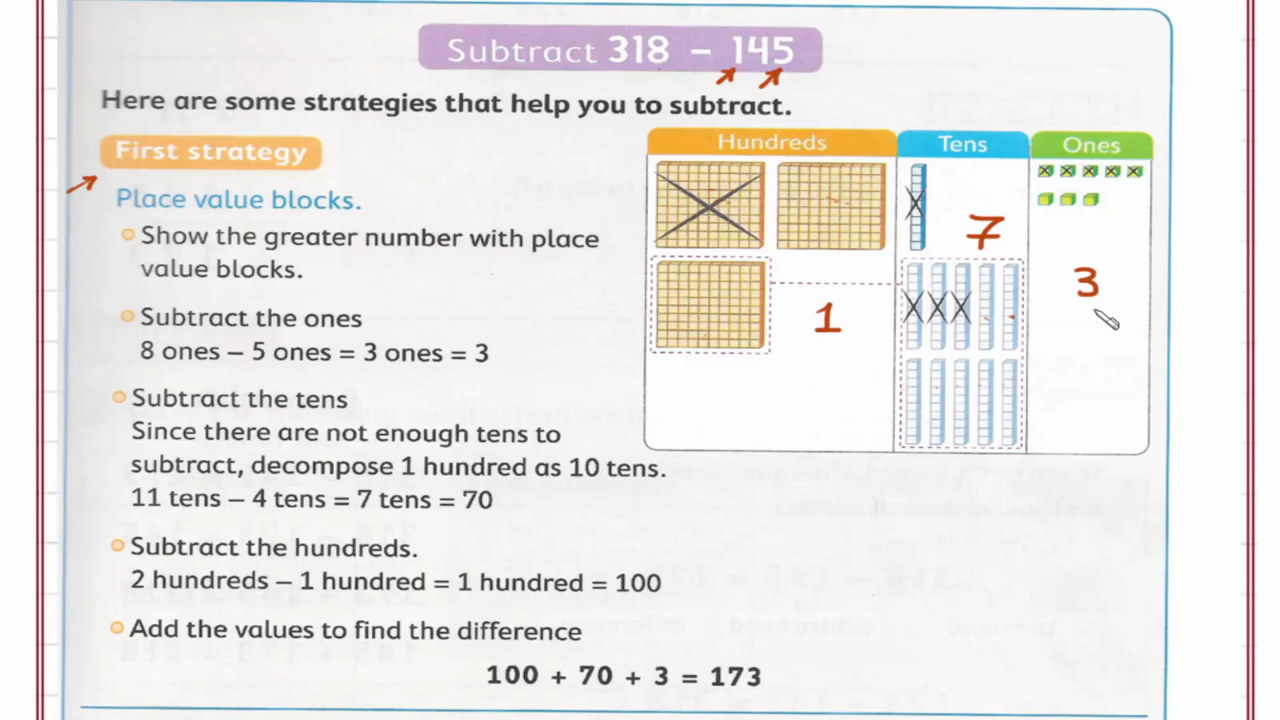 Subtract 318 – 145
Here are some strategies that help you to subtract.
First strategy
Place value blocks.
Show the greater number with place
value blocks.
Subtract the ones
8 ones – 5 ones = 3 ones = 3
Subtract the tens
Since there are not enough tens to
subtract, decompose 1 hundred as 10 tens.
11 tens – 4 tens = 7 tens = 70
Subtract the hundreds.
2 hundreds – 1 hundred = 1 hundred = 100
Add the values to find the difference
100 + 70 + 3 = 173
Hundreds Tens Ones
7
3
1